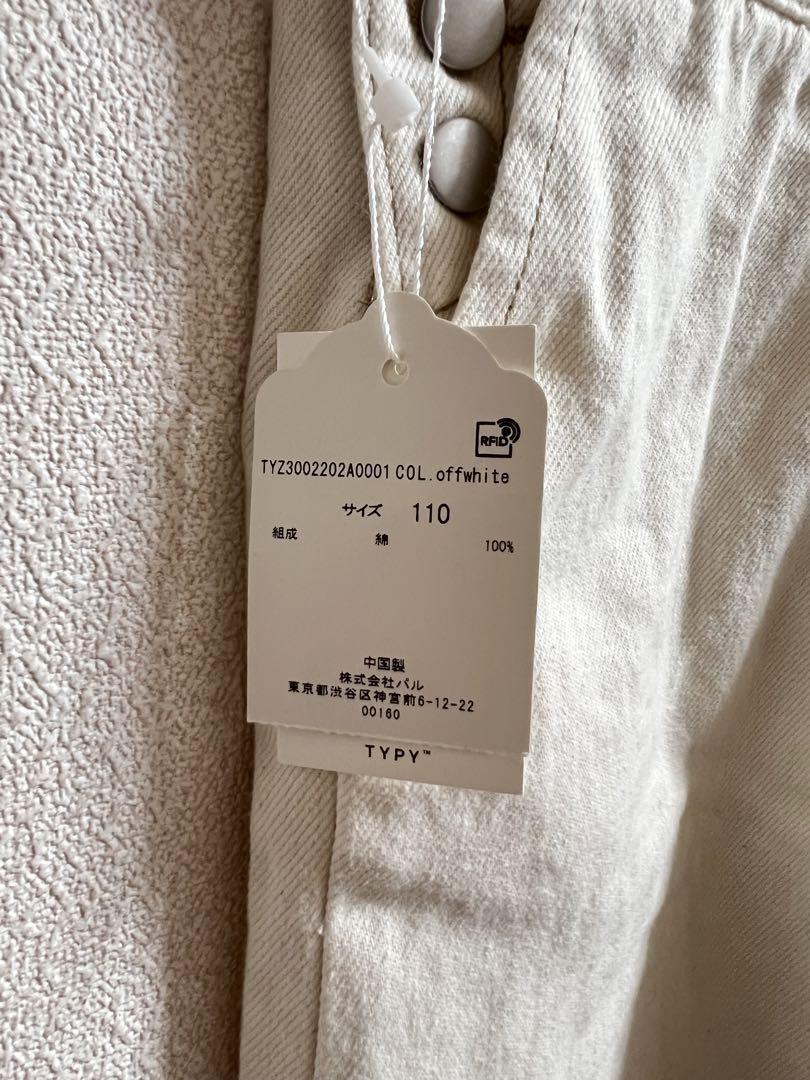 RFID
TYZ3002202A0001 COL.offwhite
サイズ 110
組成 綿 100%
中国製
株式会社パル
東京都渋谷区神宮前6-12-22
00160
TYPY™